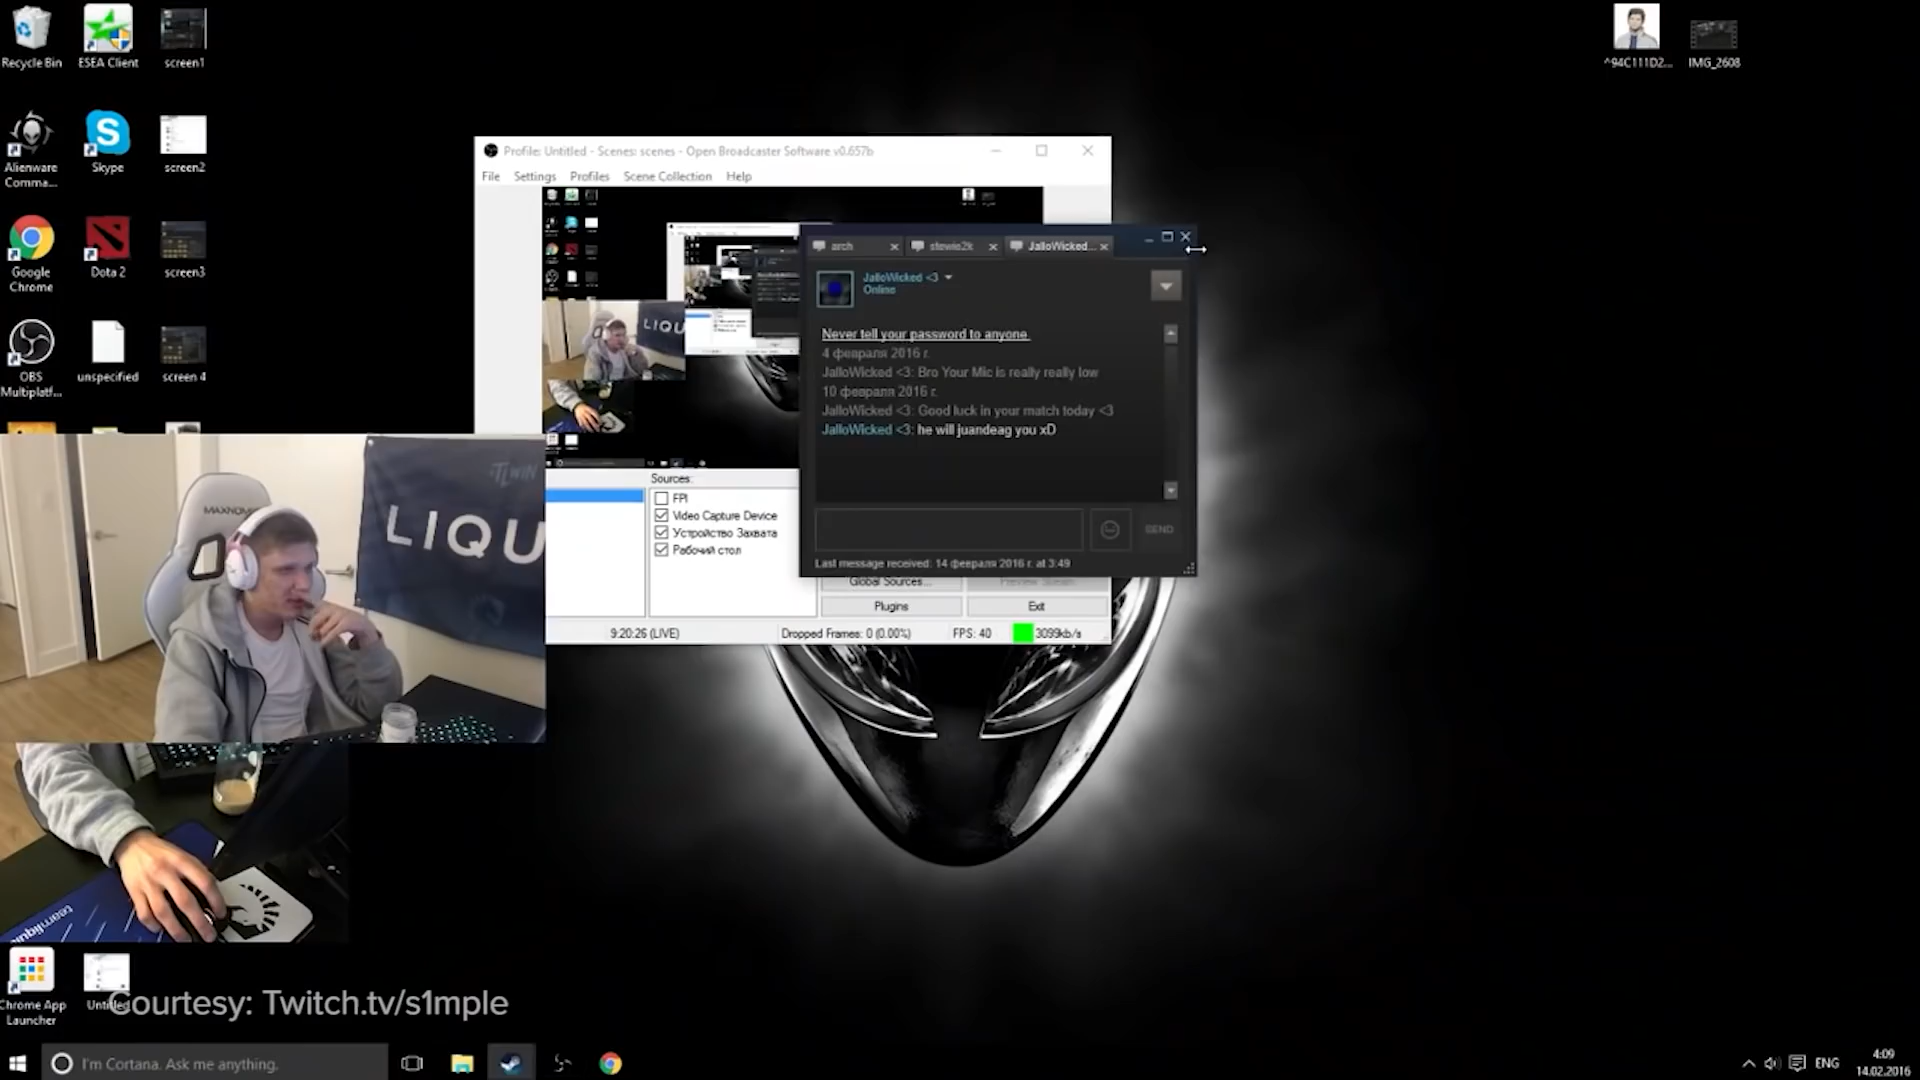 Recycle Bin
ESEA Client
screen1
^94C111D2...
IMG_2608
Alienware
Comma...
Skype
screen2
Google
Chrome
Dota 2
screen3
OBS
Multiplatf...
unspecified
screen 4
Profile: Untitled - Scenes: scenes - Open Broadcaster Software v0.657b
File Settings Profiles Scene Collection Help
arch
stewie2k
JalloWicked...
JalloWicked <3
Online
Never tell your password to anyone.
4 февраля 2016 г.
JalloWicked <3: Bro Your Mic is really really low
10 февраля 2016 г.
JalloWicked <3: Good luck in your match today <3
JalloWicked <3: he will juandeag you xD
SEND
Last message received: 14 февраля 2016 г. at 3:49
Sources:
FPI
Video Capture Device
Устройство Захвата
Рабочий стол
Global Sources...
Preview Stream
Plugins
Exit
9:20:26 (LIVE)
Dropped Frames: 0 (0.00%)
FPS: 40
3099kb/s
MAXNOM
LIQU
LIQU
Chrome App
Launcher
Untitled
Courtesy: Twitch.tv/s1mple
I'm Cortana. Ask me anything.
ENG
4:09
14.02.2016